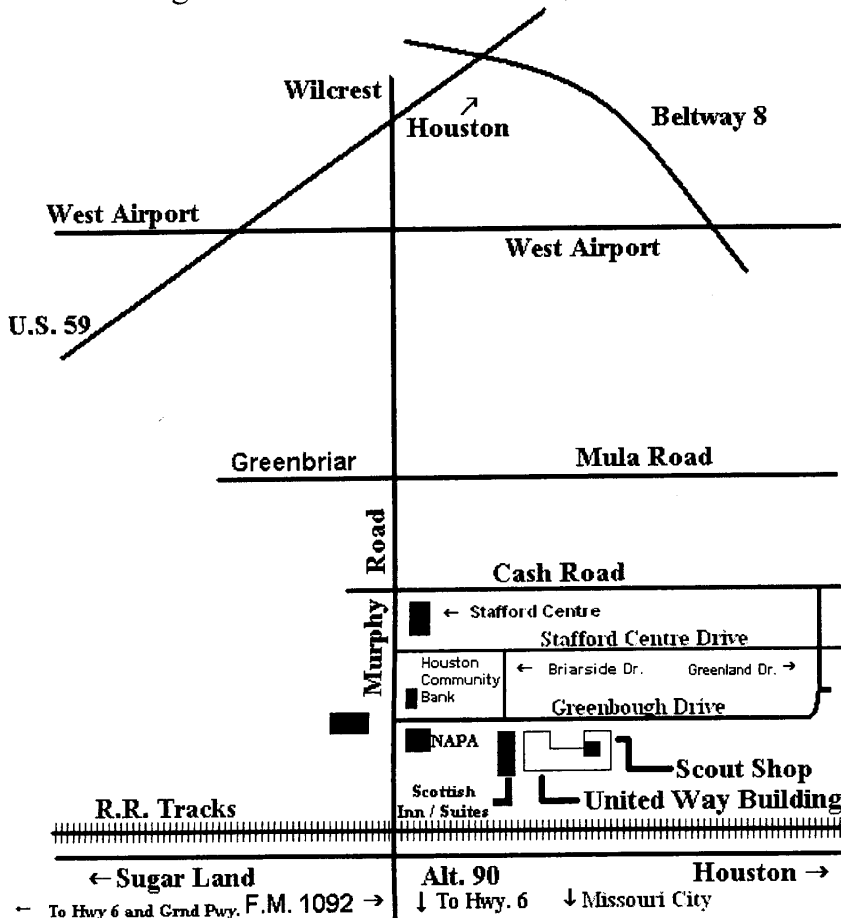 Wilcrest
Houston
↗
Beltway 8
West Airport
West Airport
U.S. 59
Greenbriar
Mula Road
Murphy Road
Cash Road
← Stafford Centre
Stafford Centre Drive
Houston
Community
Bank
← Briarside Dr.
Greenland Dr. →
Greenbough Drive
NAPA
Scout Shop
Scottish
Inn / Suites
United Way Building
R.R. Tracks
← Sugar Land
Alt. 90
Houston →
← To Hwy 6 and Grnd Pwy. F.M. 1092 →
↓ To Hwy. 6
↓ Missouri City